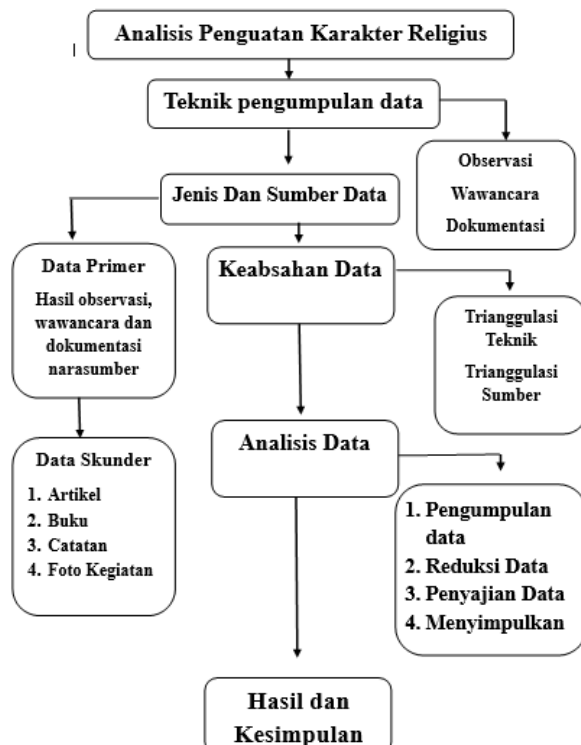 Analisis Penguatan Karakter Religius
Teknik pengumpulan data
Observasi
Wawancara
Dokumentasi
Jenis Dan Sumber Data
Data Primer
Hasil observasi,
wawancara dan
dokumentasi
narasumber
Keabsahan Data
Trianggulasi
Teknik
Trianggulasi
Sumber
Data Skunder
1. Artikel
2. Buku
3. Catatan
4. Foto Kegiatan
Analisis Data
1. Pengumpulan
data
2. Reduksi Data
3. Penyajian Data
4. Menyimpulkan
Hasil dan
Kesimpulan